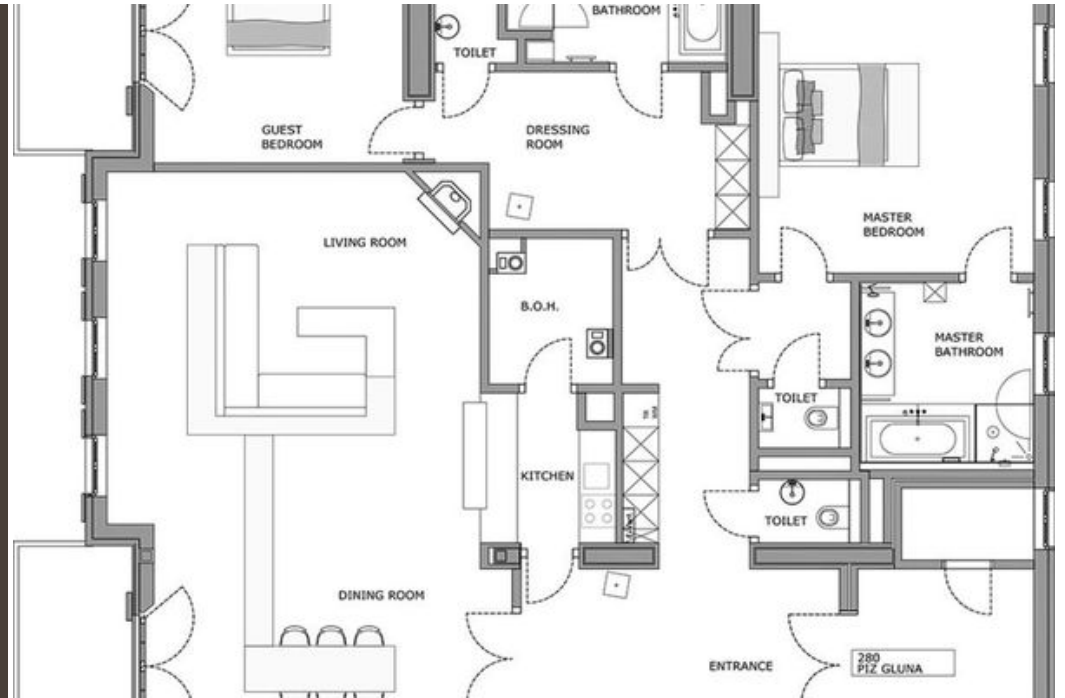 BATHROOM
TOILET
GUEST
BEDROOM
DRESSING
ROOM
MASTER
BEDROOM
LIVING ROOM
B.O.H.
MASTER
BATHROOM
TOILET
KITCHEN
TOILET
DINING ROOM
ENTRANCE
280
PIZ GLUNA